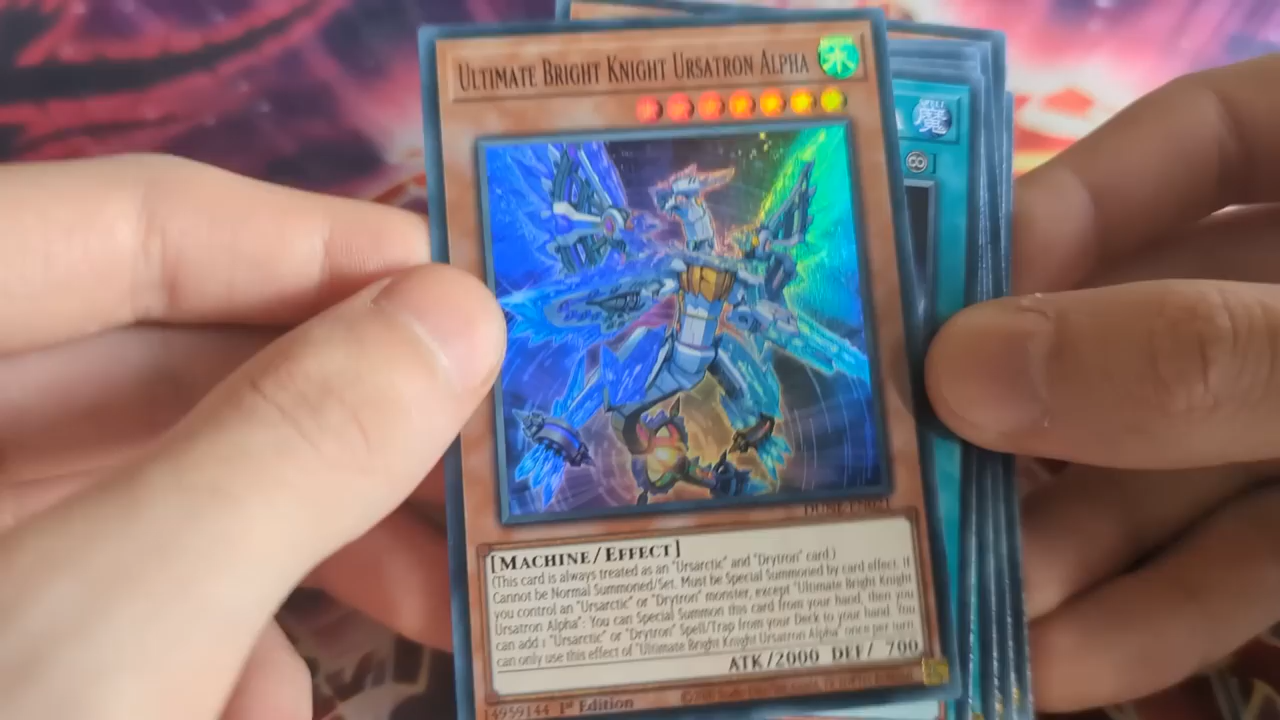 ULTIMATE BRIGHT KNIGHT URSATRON ALPHA
魔
[MACHINE/EFFECT]
(This card is always treated as an "Ursarctic" and "Drytron" card.)
Cannot be Normal Summoned/Set. Must be Special Summoned by card effect. If
you control an "Ursarctic" or "Drytron" monster, except "Ultimate Bright Knight
Ursatron Alpha": You can Special Summon this card from your hand, then you
can add 1 "Ursarctic" or "Drytron" Spell/Trap from your Deck to your hand. You
can only use this effect of "Ultimate Bright Knight Ursatron Alpha" once per turn.
ATK/2000 DEF/ 700
14959144 1st Edition